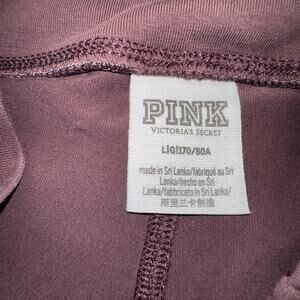 PINK
VICTORIA'S SECRET
L|G|170/80A
made in Sri Lanka/fabriqué au Sri
Lanka/hecho en Sri
Lanka/fabbricato in Sri Lanka/
斯里兰卡制造